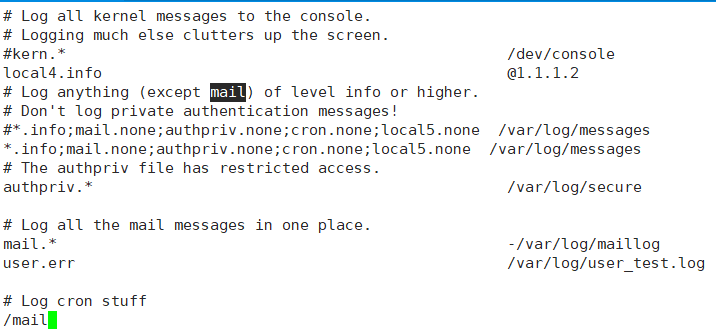 # Log all kernel messages to the console.
# Logging much else clutters up the screen.
#kern.* /dev/console
local4.info @1.1.1.2
# Log anything (except mail) of level info or higher.
# Don't log private authentication messages!
#*.info;mail.none;authpriv.none;cron.none;local5.none /var/log/messages
*.info;mail.none;authpriv.none;cron.none;local5.none /var/log/messages
# The authpriv file has restricted access.
authpriv.* /var/log/secure
# Log all the mail messages in one place.
mail.* -/var/log/maillog
user.err /var/log/user_test.log
# Log cron stuff
/mail